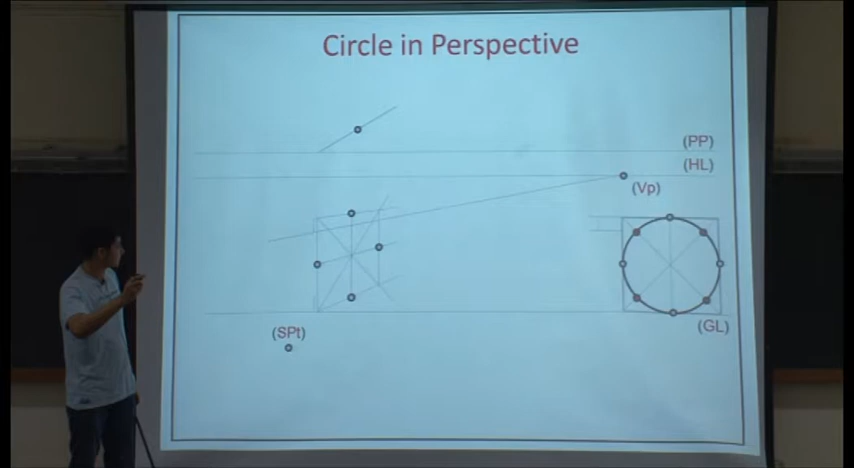 Circle in Perspective
(PP)
(HL)
(Vp)
(GL)
(SPt)